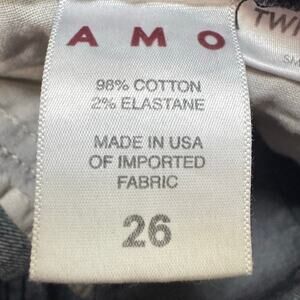 AMO
98% COTTON
2% ELASTANE
MADE IN USA
OF IMPORTED
FABRIC
26